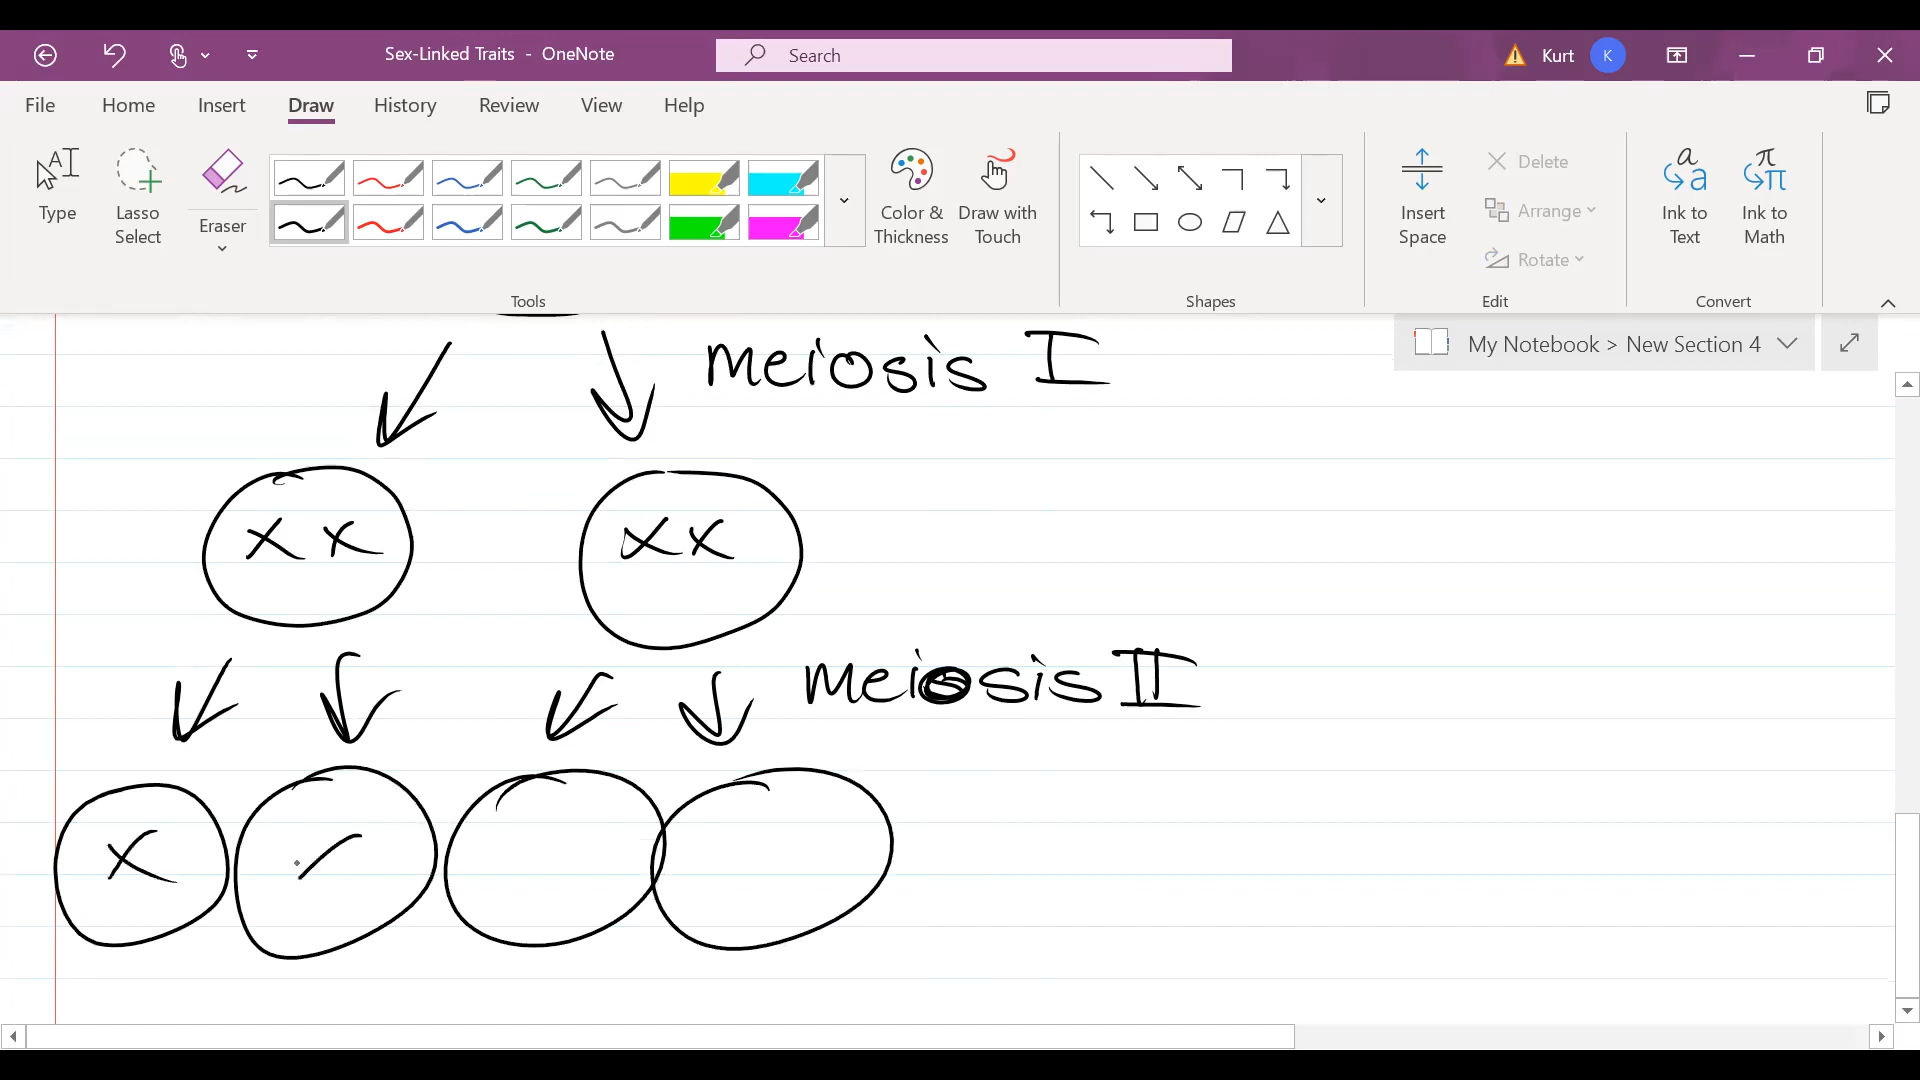 Sex-Linked Traits - OneNote
Search
Kurt
K
File Home Insert Draw History Review View Help
Type
Lasso Select
Eraser
Color & Thickness
Draw with Touch
Insert Space
Delete
Arrange
Rotate
Ink to Text
Ink to Math
Tools
Shapes
Edit
Convert
My Notebook > New Section 4
meiosis I
X X
X X
meiosis II
X